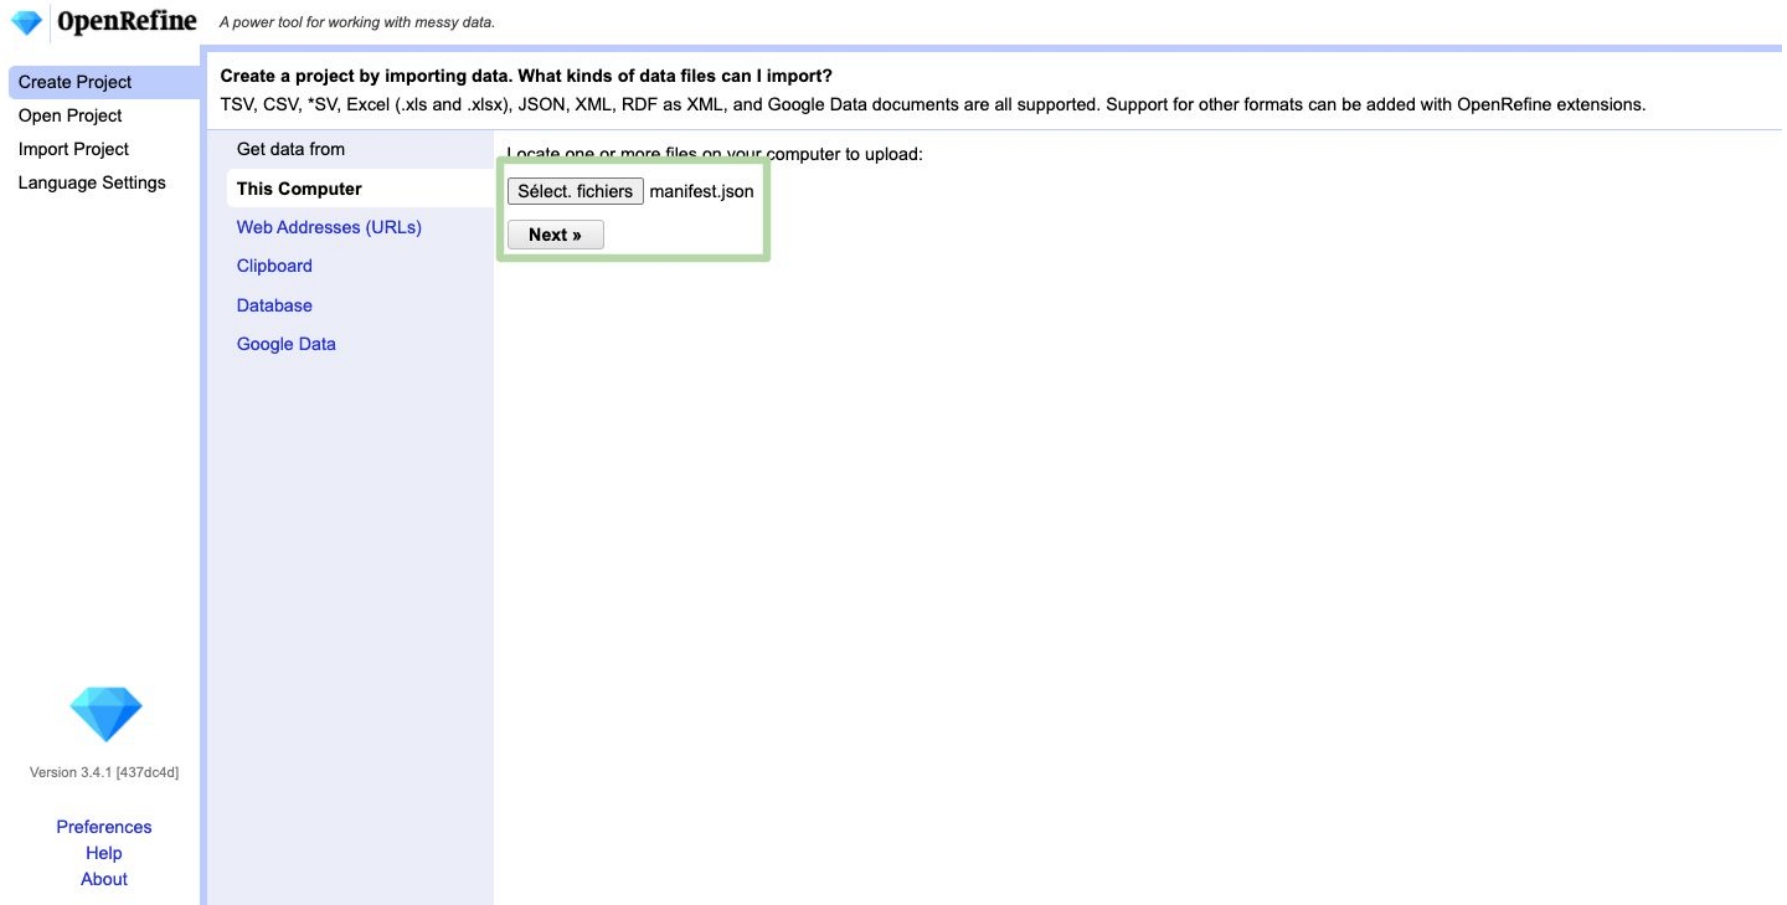 OpenRefine A power tool for working with messy data.
Create Project
Open Project
Import Project
Language Settings
Version 3.4.1 [437dc4d]
Preferences
Help
About
Create a project by importing data. What kinds of data files can I import?
TSV, CSV, *SV, Excel (.xls and .xlsx), JSON, XML, RDF as XML, and Google Data documents are all supported. Support for other formats can be added with OpenRefine extensions.
Get data from
This Computer
Web Addresses (URLs)
Clipboard
Database
Google Data
Locate one or more files on your computer to upload:
Sélect. fichiers manifest.json
Next »